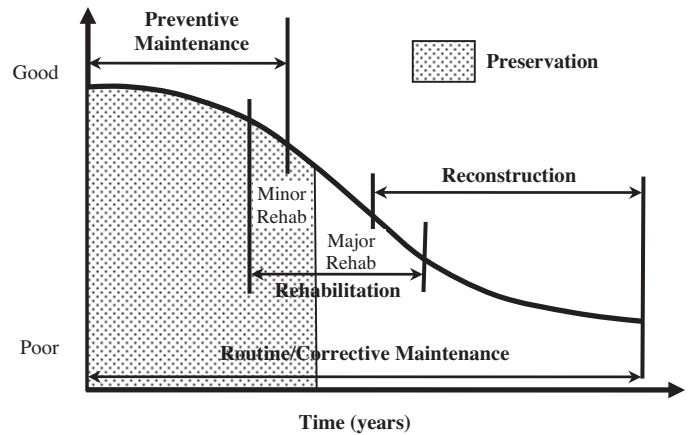 Preventive
Maintenance
Good
Preservation
Reconstruction
Minor
Rehab
Major
Rehab
Rehabilitation
Poor
Routine/Corrective Maintenance
Time (years)